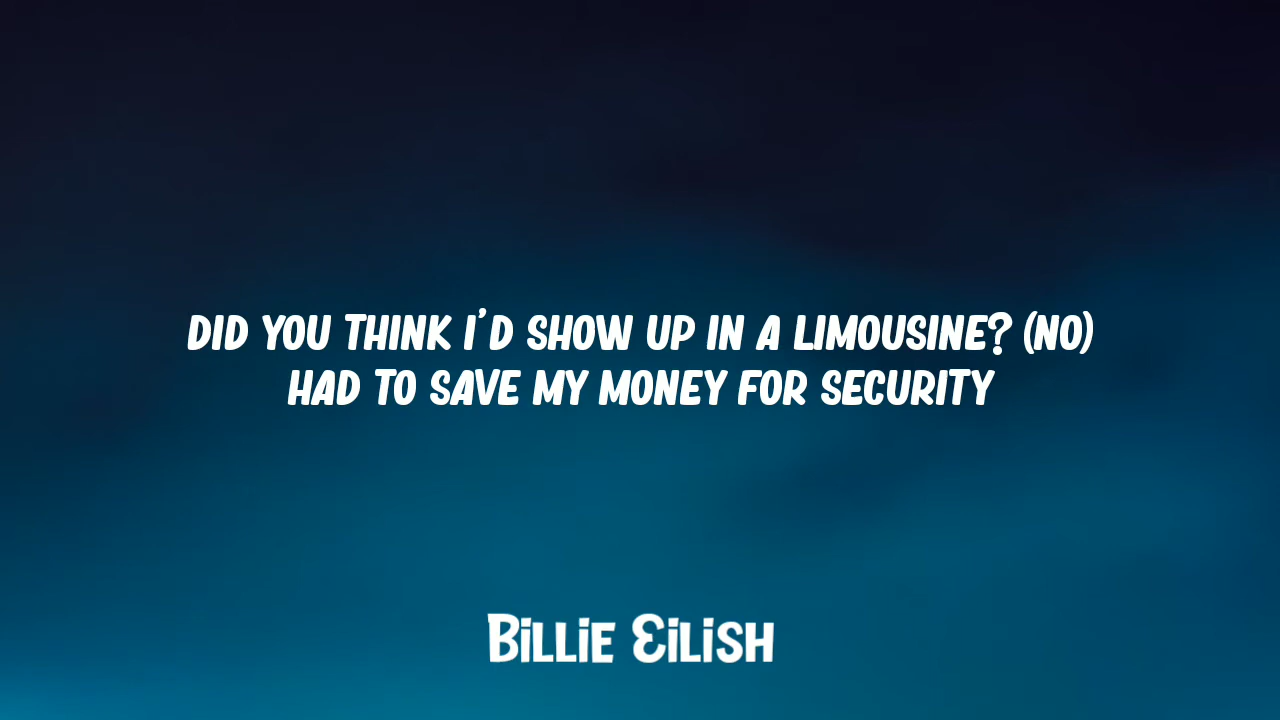 DID YOU THINK I'D SHOW UP IN A LIMOUSINE? (NO)
HAD TO SAVE MY MONEY FOR SECURITY
BILLIE EILISH